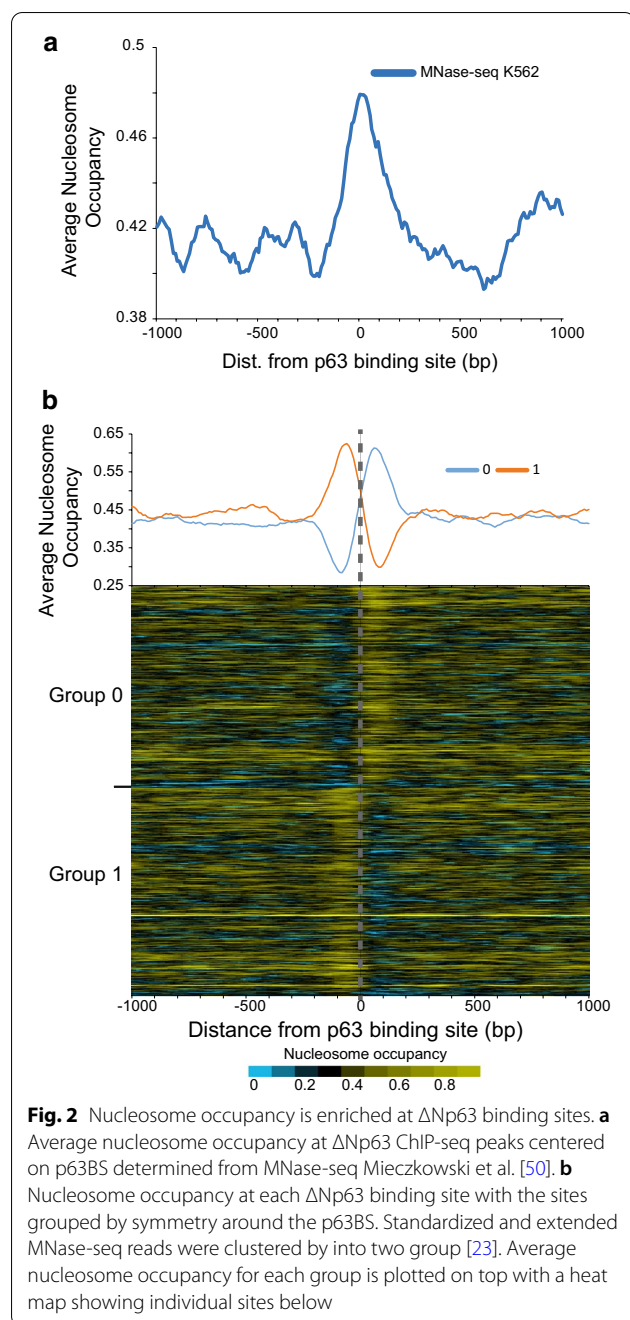 a
0.5
MNase-seq K562
0.46
Average Nucleosome
Occupancy
0.42
0.38
-1000 -500 0 500 1000
Dist. from p63 binding site (bp)
b
0.65
0 1
0.55
0.45
Average Nucleosome
Occupancy
0.35
0.25
Group 0
Group 1
-1000 -500 0 500 1000
Distance from p63 binding site (bp)
Nucleosome occupancy
0 0.2 0.4 0.6 0.8
Fig. 2 Nucleosome occupancy is enriched at ΔNp63 binding sites. a
Average nucleosome occupancy at ΔNp63 ChIP-seq peaks centered
on p63BS determined from MNase-seq Mieczkowski et al. [50]. b
Nucleosome occupancy at each ΔNp63 binding site with the sites
grouped by symmetry around the p63BS. Standardized and extended
MNase-seq reads were clustered by into two group [23]. Average
nucleosome occupancy for each group is plotted on top with a heat
map showing individual sites below